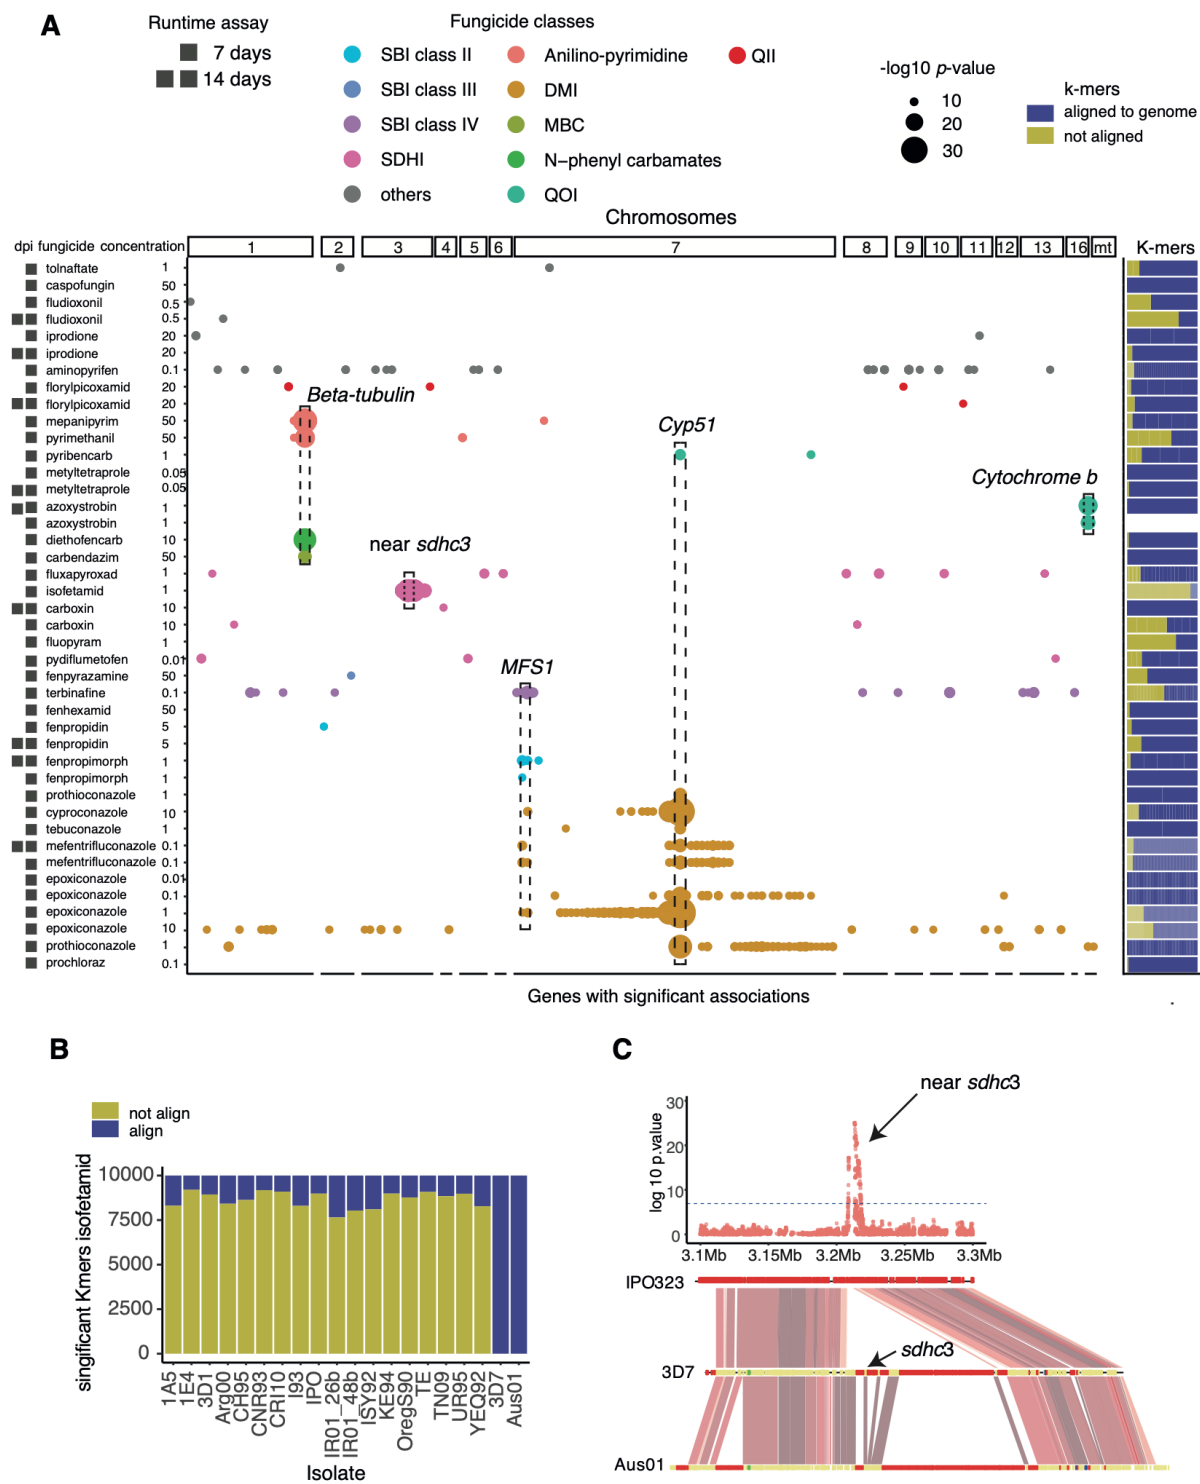 A
Runtime assay
7 days
14 days
Fungicide classes
SBI class II
SBI class III
SBI class IV
SDHI
others
Anilino-pyrimidine
DMI
MBC
N-phenyl carbamates
QOI
QII
-log10 p-value
10
20
30
k-mers
aligned to genome
not aligned
Chromosomes
dpi fungicide concentration
1 2 3 4 5 6 7 8 9 10 11 12 13 16 mt
K-mers
tolnaftate 1
caspofungin 50
fludioxonil 0.5
fludioxonil 0.5
iprodione 20
iprodione 20
aminopyrifen 0.1
florylpicoxamid 20
florylpicoxamid 20
mepanipyrim 50
pyrimethanil 50
pyribencarb 1
metyltetraprole 0.05
metyltetraprole 0.05
azoxystrobin 1
azoxystrobin 1
diethofencarb 10
carbendazim 50
fluxapyroxad 1
isofetamid 1
carboxin 10
carboxin 10
fluopyram 1
pydiflumetofen 0.01
fenpyrazamine 50
terbinafine 0.1
fenhexamid 50
fenpropidin 5
fenpropidin 5
fenpropimorph 1
fenpropimorph 1
prothioconazole 1
cyproconazole 10
tebuconazole 1
mefentrifluconazole 0.1
mefentrifluconazole 0.1
epoxiconazole 0.01
epoxiconazole 0.1
epoxiconazole 1
epoxiconazole 10
prothioconazole 1
prochloraz 0.1
Beta-tubulin
Cyp51
Cytochrome b
near sdhc3
MFS1
Genes with significant associations
B
not align
align
singificant Kmers isofetamid
10000
7500
5000
2500
0
1A5
1E4
3D1
Arg00
CH95
CNR93
CRI10
I93
IPO
IR01_26b
IR01_48b
ISY92
KE94
OregS90
TE
TN09
UR95
YEQ92
3D7
Aus01
Isolate
C
near sdhc3
log 10 p.value
30
20
10
0
3.1Mb 3.15Mb 3.2Mb 3.25Mb 3.3Mb
IPO323
sdhc3
3D7
Aus01